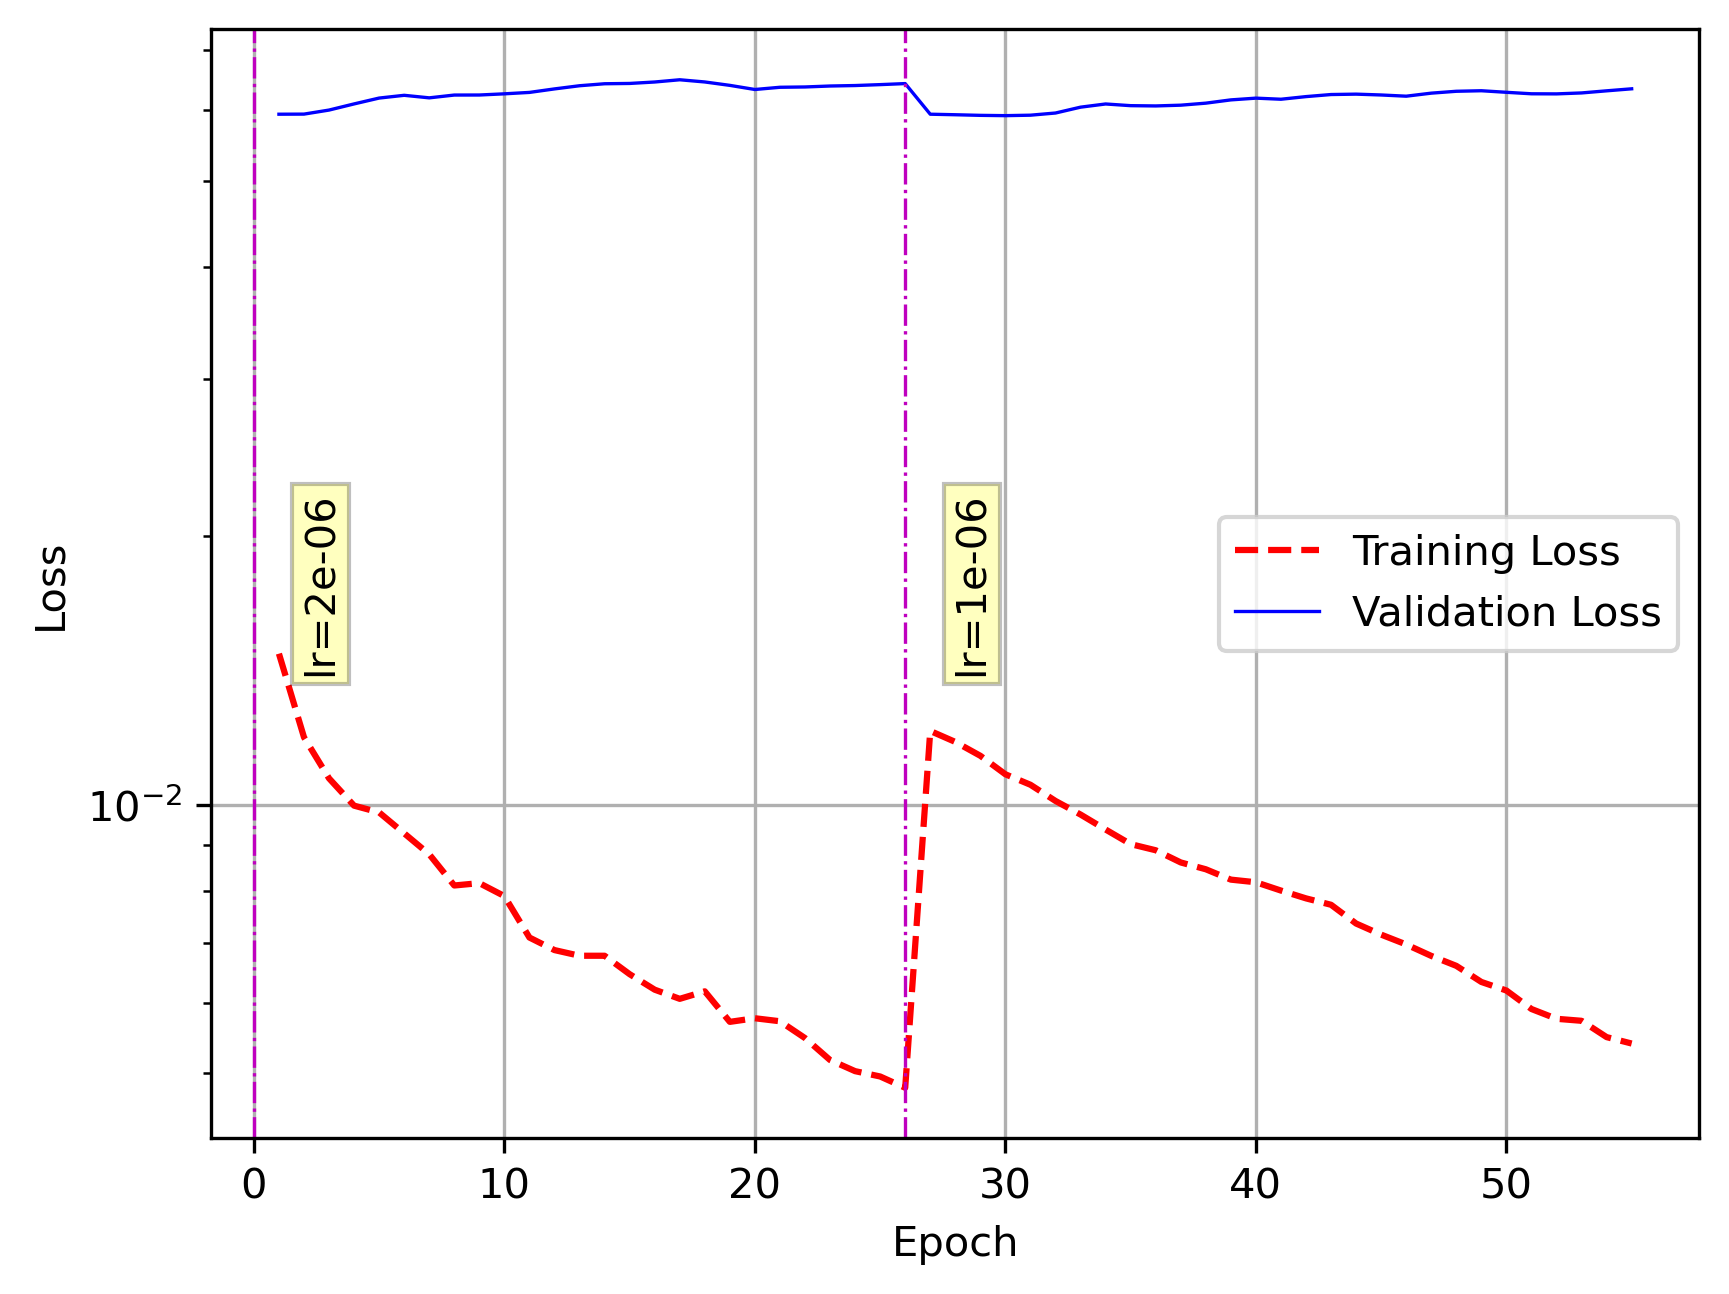 Loss
10⁻²
lr=2e-06
lr=1e-06
Training Loss
Validation Loss
0 10 20 30 40 50
Epoch